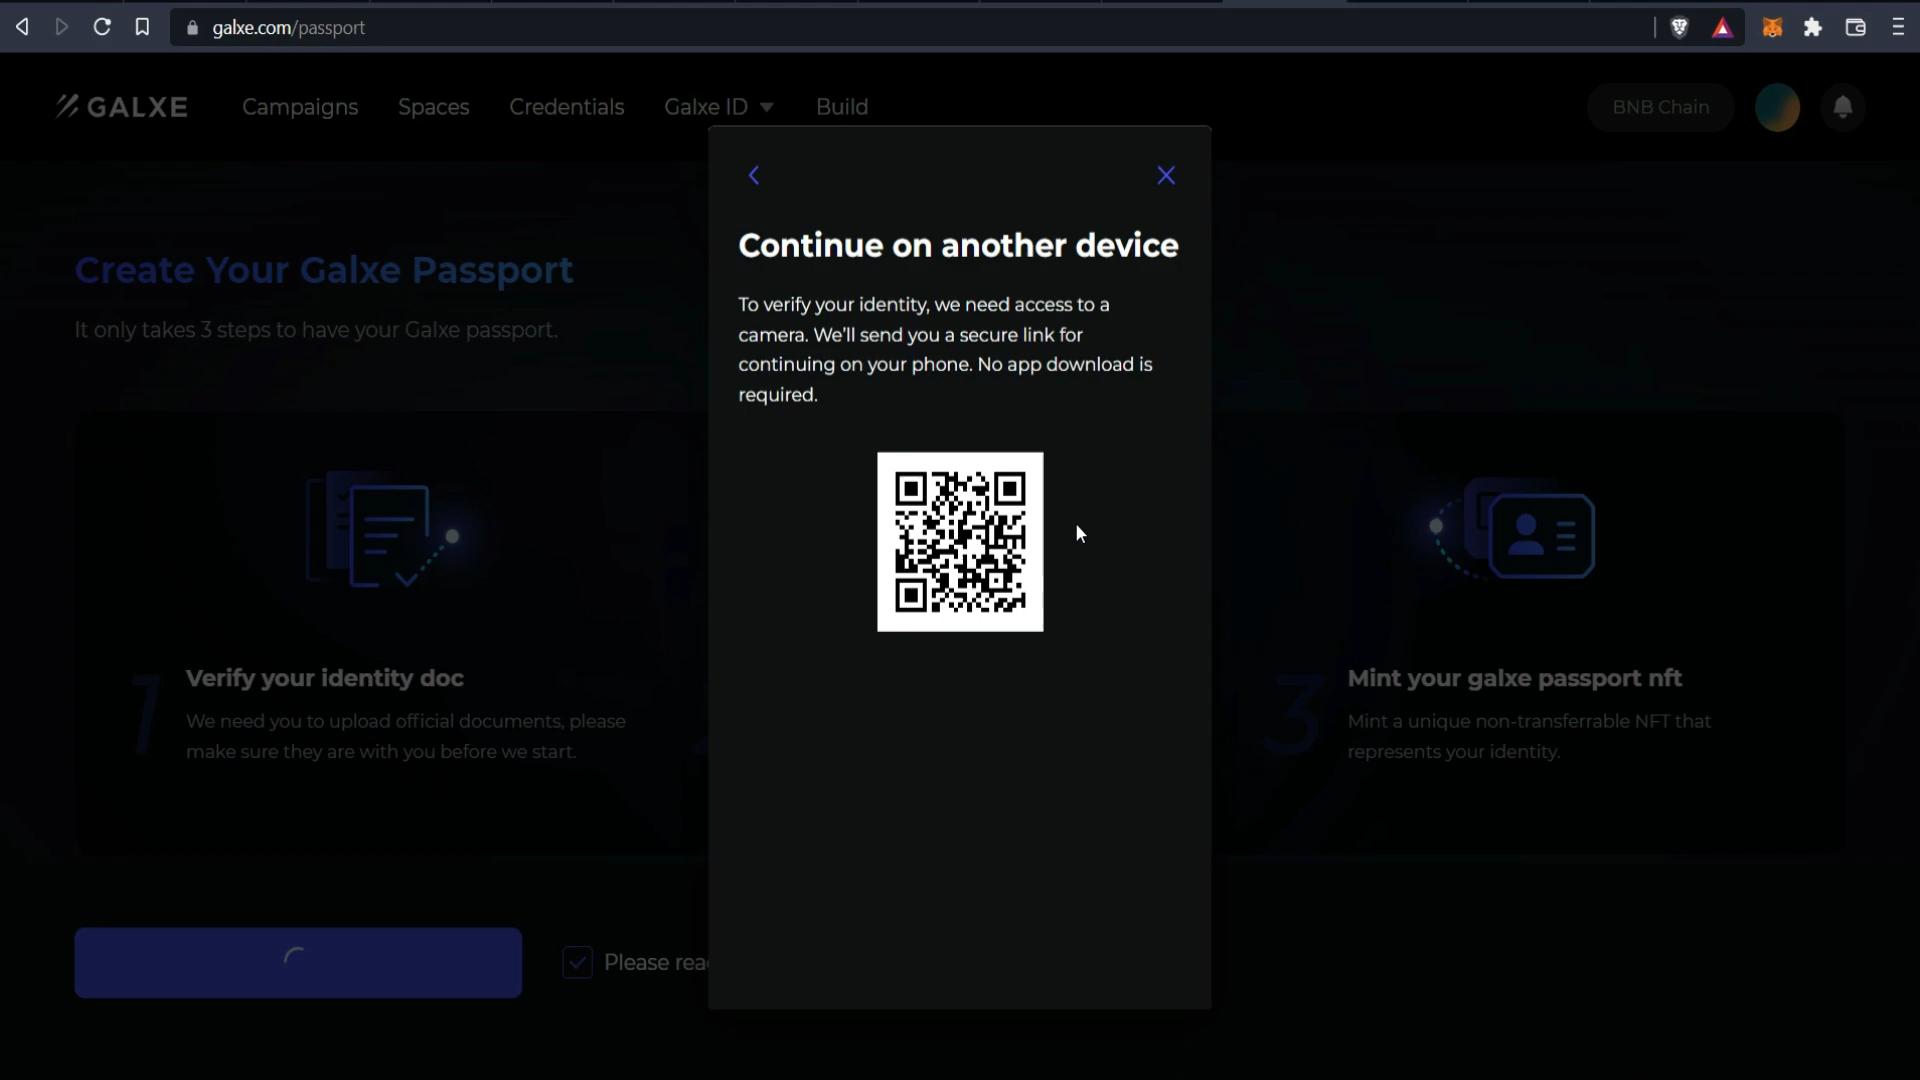 galxe.com/passport
GALXE
Campaigns
Spaces
Credentials
Galxe ID
Build
BNB Chain
Continue on another device
To verify your identity, we need access to a
camera. We'll send you a secure link for
continuing on your phone. No app download is
required.
Create Your Galxe Passport
It only takes 3 steps to have your Galxe passport.
1
Verify your identity doc
We need you to upload official documents, please
make sure they are with you before we start.
3
Mint your galxe passport nft
Mint a unique non-transferrable NFT that
represents your identity.
Please